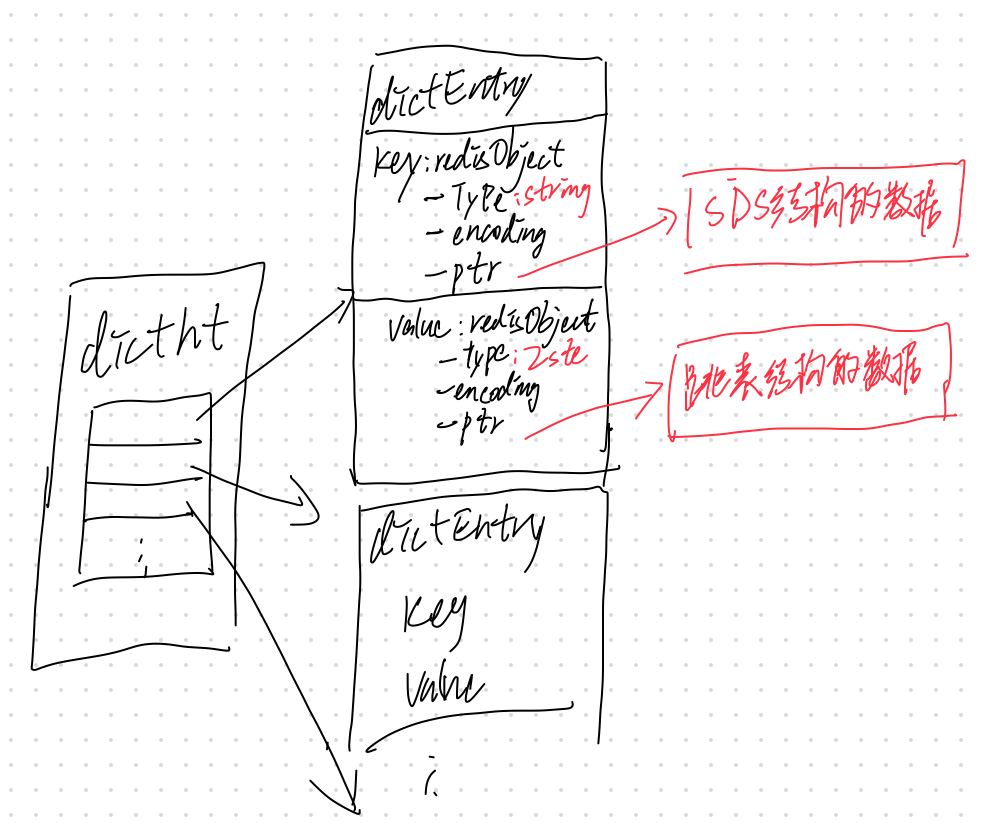 dictht
dictEntry
key:redisObject
- Type:string
- encoding
- ptr
SDS结构的数据
value:redisObject
- type:Zste
- encoding
- ptr
跳表结构的数据
dictEntry
key
value